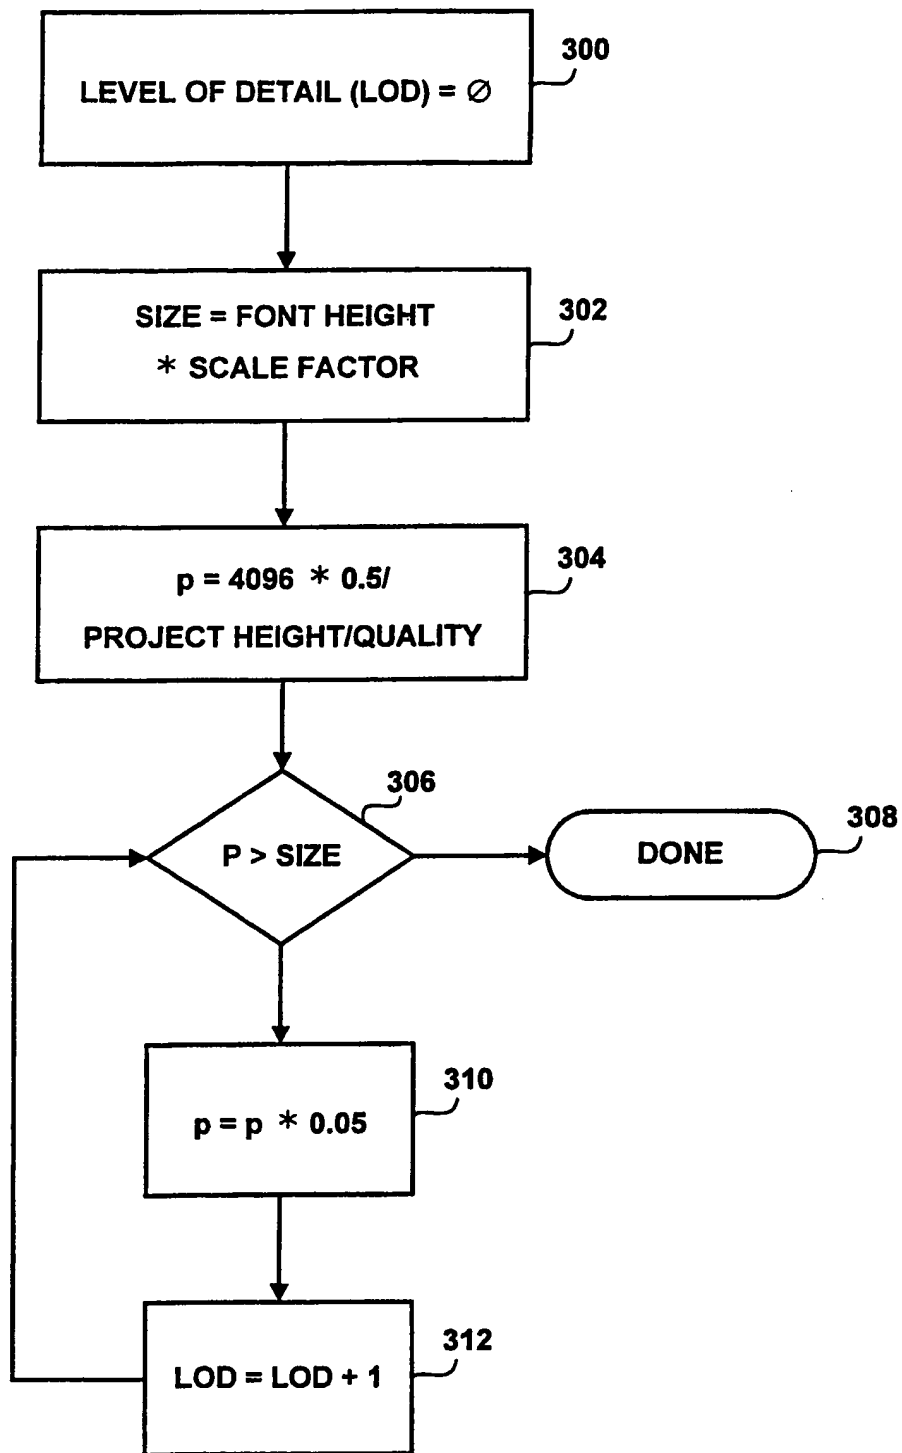 LEVEL OF DETAIL (LOD) = ∅
300
SIZE = FONT HEIGHT
* SCALE FACTOR
302
p = 4096 * 0.5/
PROJECT HEIGHT/QUALITY
304
306
P > SIZE
DONE
308
p = p * 0.05
310
LOD = LOD + 1
312